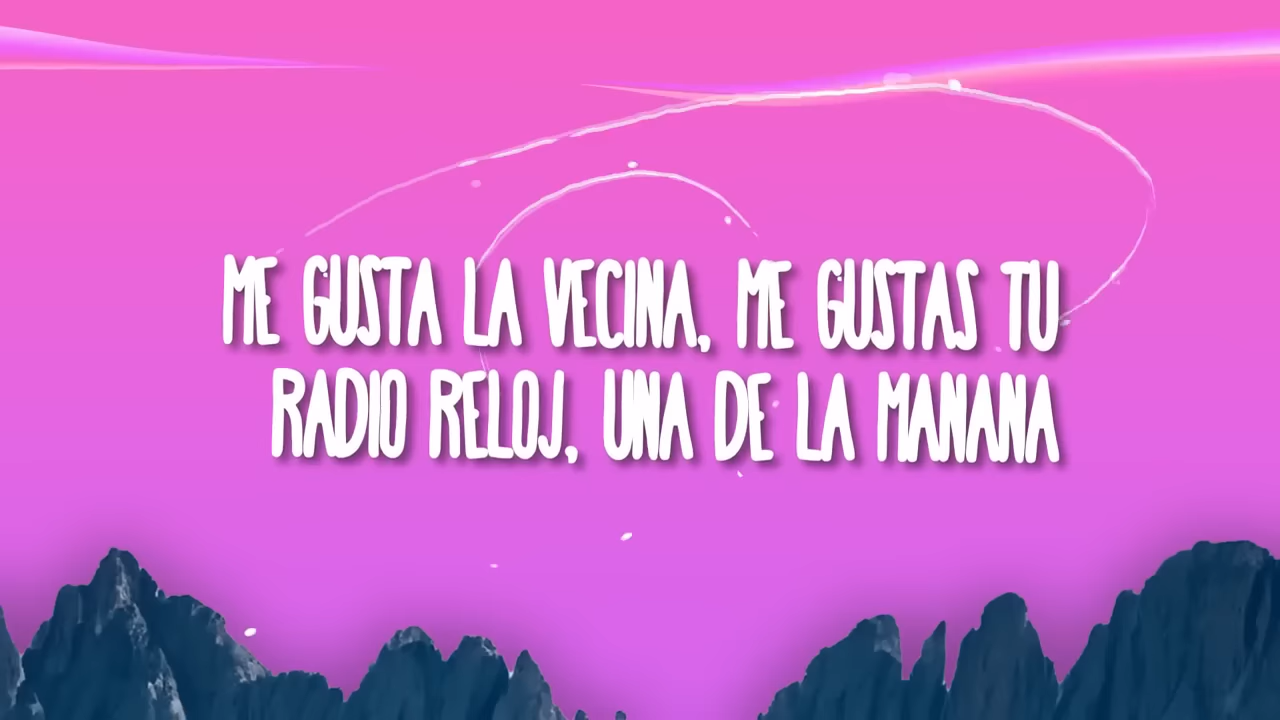 ME GUSTA LA VECINA, ME GUSTAS TU
RADIO RELOJ, UNA DE LA MANANA